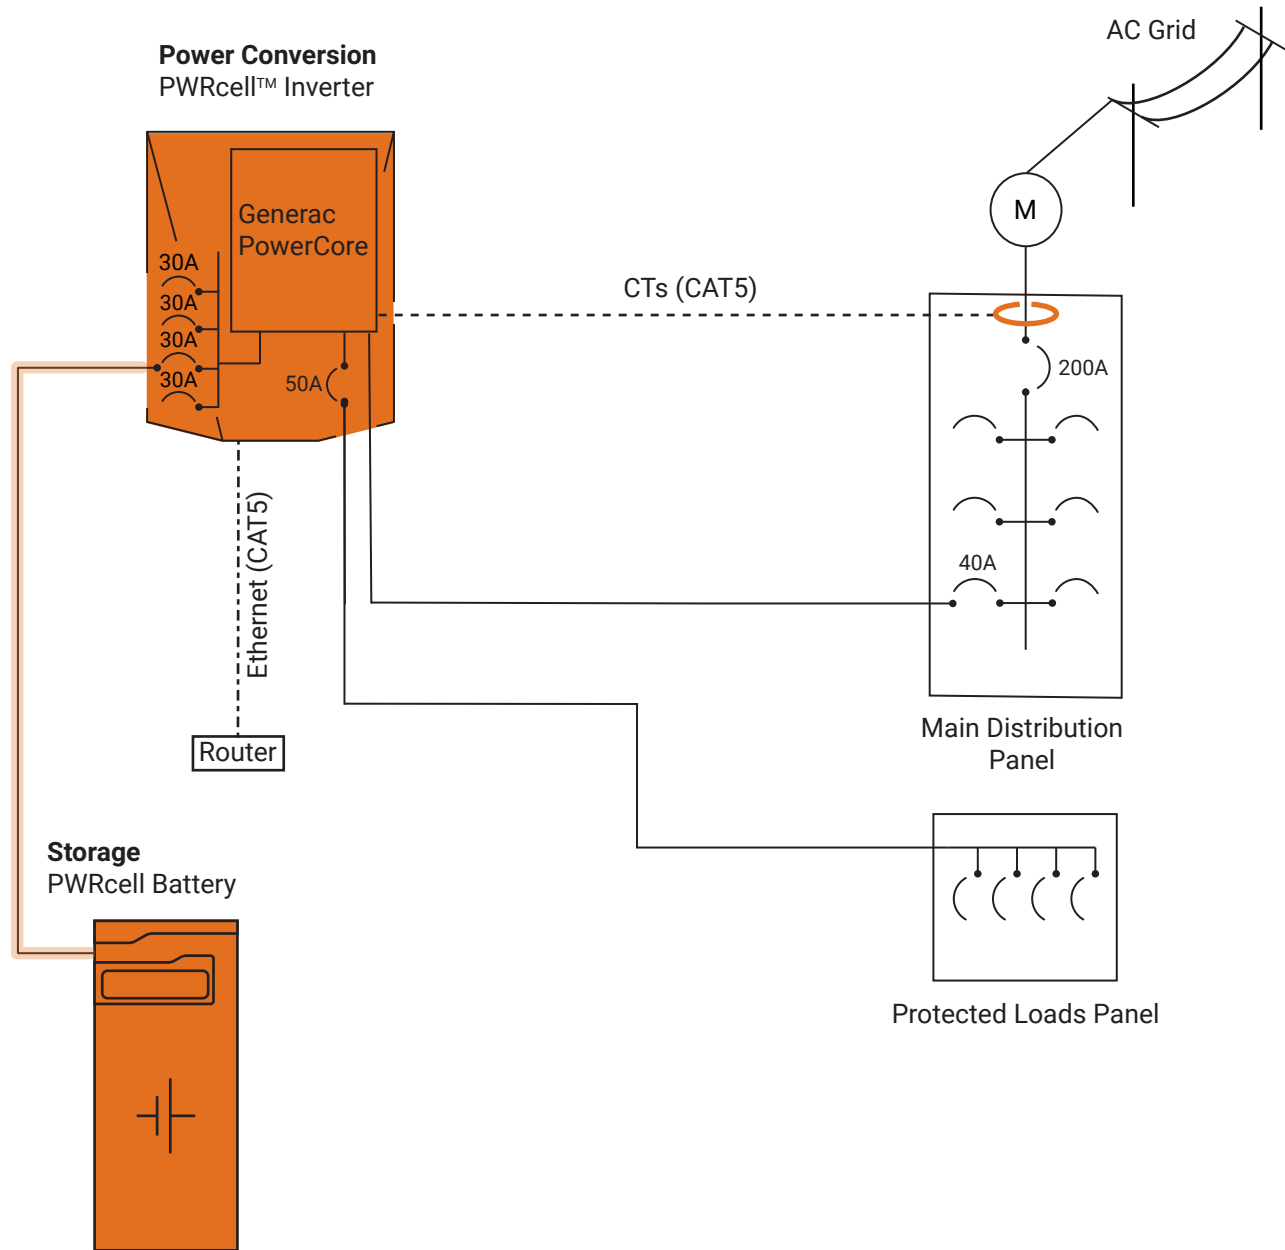 Power Conversion
PWRcell™ Inverter
AC Grid
M
Generac
PowerCore
30A
30A
30A
30A
50A
CTs (CAT5)
200A
40A
Ethernet (CAT5)
Router
Main Distribution
Panel
Storage
PWRcell Battery
Protected Loads Panel